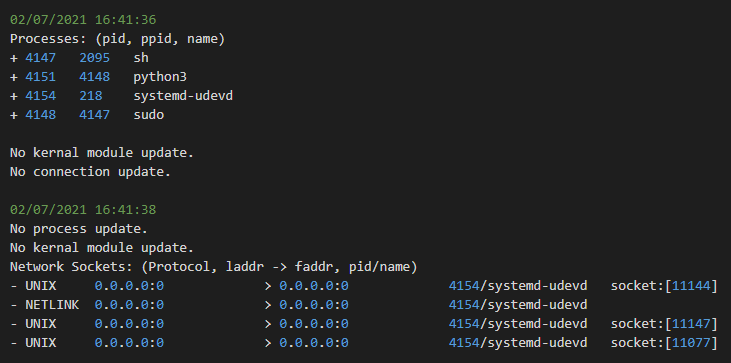 02/07/2021 16:41:36
Processes: (pid, ppid, name)
+ 4147 2095 sh
+ 4151 4148 python3
+ 4154 218 systemd-udevd
+ 4148 4147 sudo
No kernal module update.
No connection update.
02/07/2021 16:41:38
No process update.
No kernal module update.
Network Sockets: (Protocol, laddr -> faddr, pid/name)
- UNIX 0.0.0.0:0 > 0.0.0.0:0 4154/systemd-udevd socket:[11144]
- NETLINK 0.0.0.0:0 > 0.0.0.0:0 4154/systemd-udevd
- UNIX 0.0.0.0:0 > 0.0.0.0:0 4154/systemd-udevd socket:[11147]
- UNIX 0.0.0.0:0 > 0.0.0.0:0 4154/systemd-udevd socket:[11077]